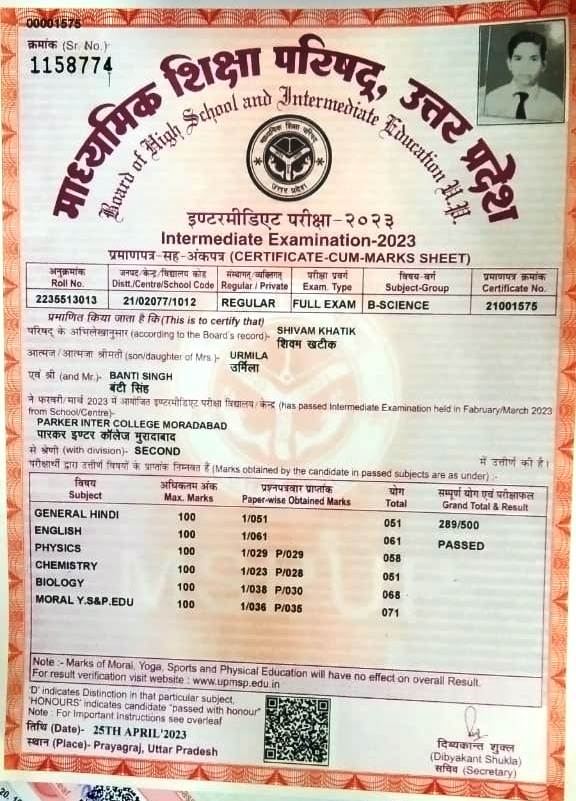 00001575
क्रमांक (Sr. No.)
1158774
माध्यमिक शिक्षा परिषद्, उत्तर प्रदेश
Board of High School and Intermediate Education U.P.
माध्यमिक शिक्षा परिषद्
उत्तर प्रदेश
इण्टरमीडिएट परीक्षा-२०२३
Intermediate Examination-2023
प्रमाणपत्र-सह-अंकपत्र (CERTIFICATE-CUM-MARKS SHEET)
अनुक्रमांक जनपद/केन्द्र/विद्यालय कोड संस्थागत/व्यक्तिगत परीक्षा प्रवर्ग विषय-वर्ग प्रमाणपत्र क्रमांक
Roll No. Distt./Centre/School Code Regular / Private Exam. Type Subject-Group Certificate No.
2235513013 21/02077/1012 REGULAR FULL EXAM B-SCIENCE 21001575
प्रमाणित किया जाता है कि (This is to certify that)
परिषद् के अभिलेखानुसार (according to the Board's record)- SHIVAM KHATIK
शिवम खटीक
आत्मज/आत्मजा श्रीमती (son/daughter of Mrs.)- URMILA
उर्मिला
एवं श्री (and Mr.)- BANTI SINGH
बंटी सिंह
ने फरवरी/मार्च 2023 में आयोजित इण्टरमीडिएट परीक्षा विद्यालय/केन्द्र (has passed Intermediate Examination held in Fabruary/March 2023
from School/Centre)-
PARKER INTER COLLEGE MORADABAD
पारकर इण्टर कॉलेज मुरादाबाद
से श्रेणी (with division)- SECOND में उत्तीर्ण की है।
परीक्षार्थी द्वारा उत्तीर्ण विषयों के प्राप्तांक निम्नवत हैं (Marks obtained by the candidate in passed subjects are as under) :-
विषय अधिकतम अंक प्रश्नपत्रवार प्राप्तांक योग सम्पूर्ण योग एवं परीक्षाफल
Subject Max. Marks Paper-wise Obtained Marks Total Grand Total & Result
GENERAL HINDI 100 1/051 051 289/500
ENGLISH 100 1/061 061 PASSED
PHYSICS 100 1/029 P/029 058
CHEMISTRY 100 1/023 P/028 051
BIOLOGY 100 1/038 P/030 068
MORAL Y.S&P.EDU 100 1/036 P/035 071
Note :- Marks of Moral, Yoga, Sports and Physical Education will have no effect on overall Result.
For result verification visit website : www.upmsp.edu.in
'D' indicates Distinction in that particular subject,
'HONOURS' indicates candidate "passed with honour"
Note : For Important Instructions see overleaf
तिथि (Date)- 25TH APRIL'2023
स्थान (Place)- Prayagraj, Uttar Pradesh
दिब्यकान्त शुक्ल
(Dibyakant Shukla)
सचिव (Secretary)